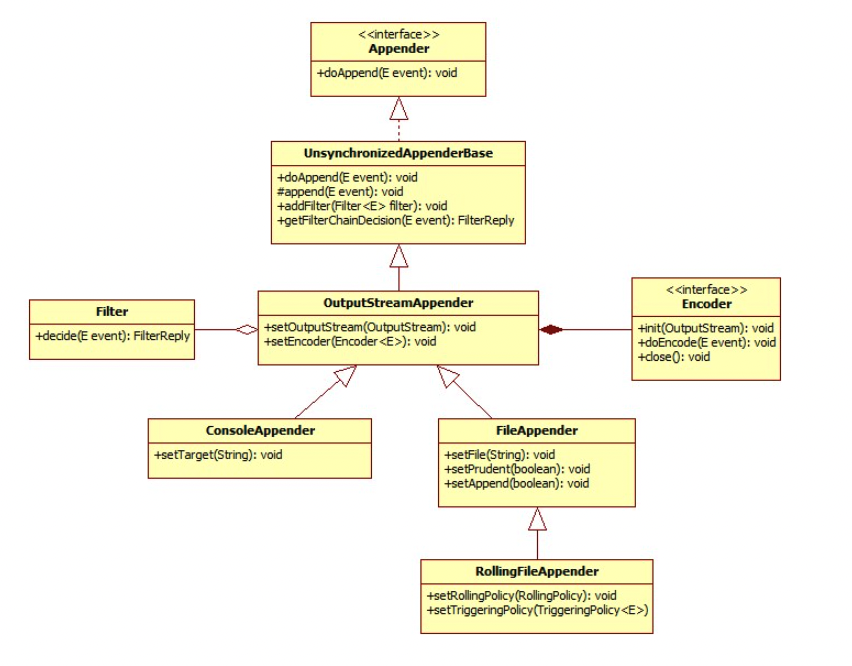 <<interface>>
Appender
+doAppend(E event): void
UnsynchronizedAppenderBase
+doAppend(E event): void
#append(E event): void
+addFilter(Filter<E> filter): void
+getFilterChainDecision(E event): FilterReply
Filter
+decide(E event): FilterReply
OutputStreamAppender
+setOutputStream(OutputStream): void
+setEncoder(Encoder<E>): void
<<interface>>
Encoder
+init(OutputStream): void
+doEncode(E event): void
+close(): void
ConsoleAppender
+setTarget(String): void
FileAppender
+setFile(String): void
+setPrudent(boolean): void
+setAppend(boolean): void
RollingFileAppender
+setRollingPolicy(RollingPolicy): void
+setTriggeringPolicy(TriggeringPolicy<E>)